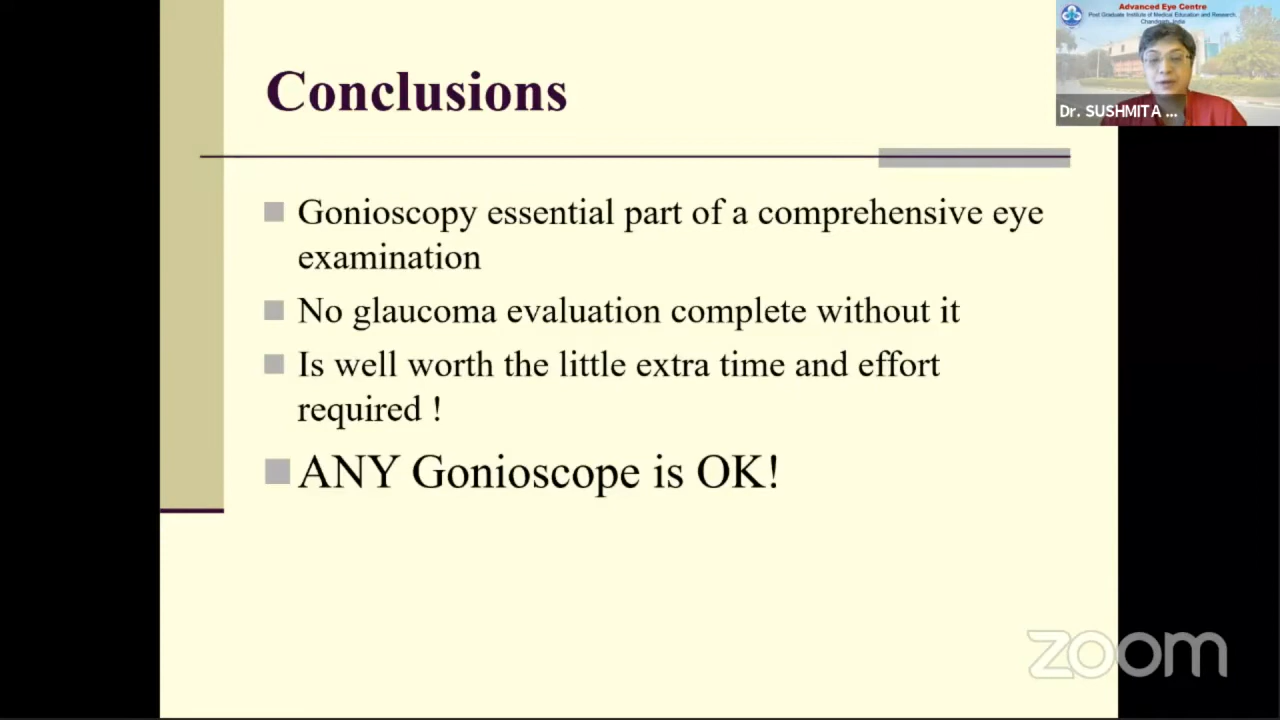 Conclusions
Gonioscopy essential part of a comprehensive eye
examination
No glaucoma evaluation complete without it
Is well worth the little extra time and effort
required !
ANY Gonioscope is OK!
Advanced Eye Centre
Post Graduate Institute of Medical Education and Research,
Chandigarh, India
Dr. SUSHMITA ...
zoom